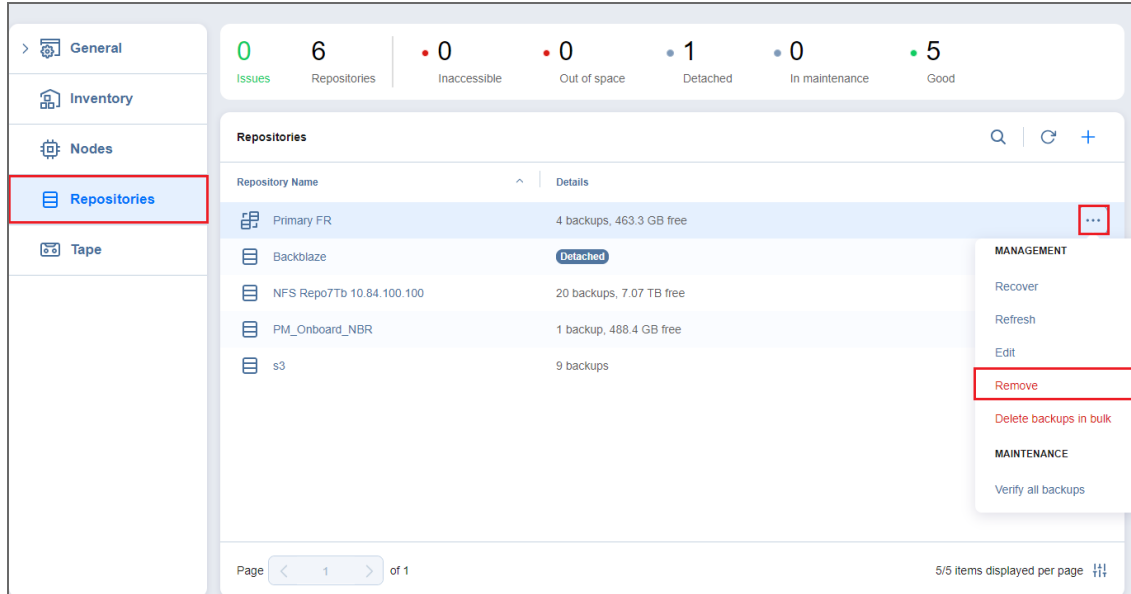 General
Inventory
Nodes
Repositories
Tape
0 6 0 0 1 0 5
Issues Repositories Inaccessible Out of space Detached In maintenance Good
Repositories
Repository Name Details
Primary FR 4 backups, 463.3 GB free
Backblaze Detached
NFS Repo7Tb 10.84.100.100 20 backups, 7.07 TB free
PM_Onboard_NBR 1 backup, 488.4 GB free
s3 9 backups
MANAGEMENT
Recover
Refresh
Edit
Remove
Delete backups in bulk
MAINTENANCE
Verify all backups
Page 1 of 1 5/5 items displayed per page